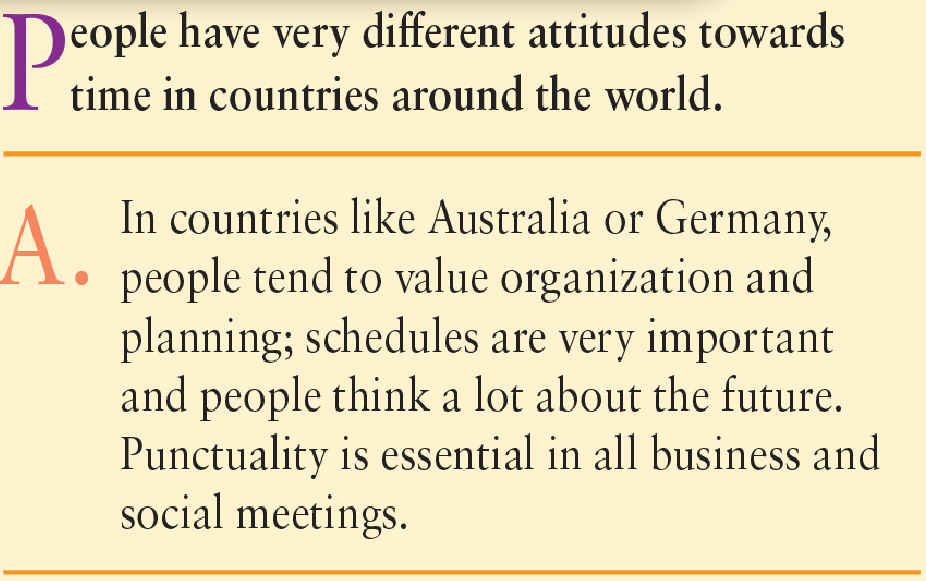 People have very different attitudes towards
time in countries around the world.
A. In countries like Australia or Germany,
people tend to value organization and
planning; schedules are very important
and people think a lot about the future.
Punctuality is essential in all business and
social meetings.